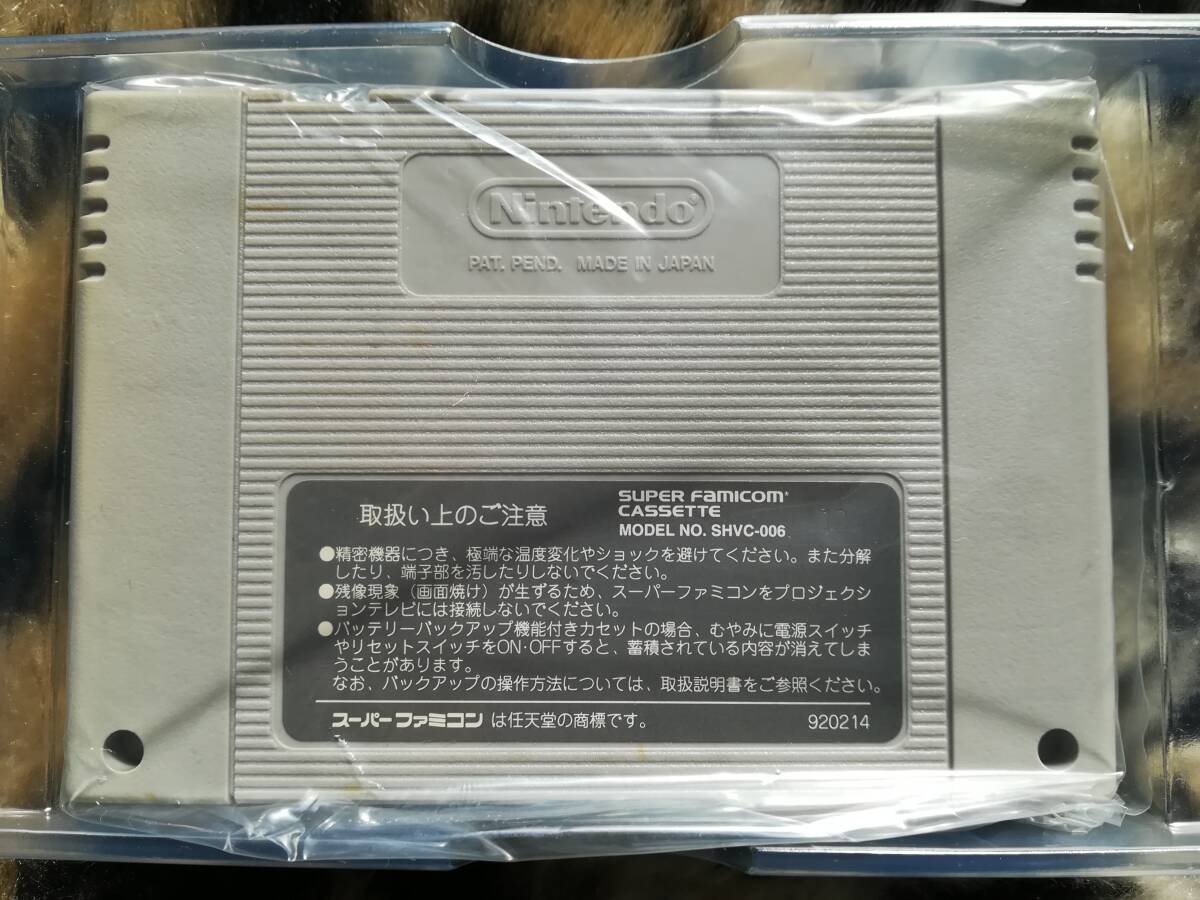 Nintendo®
PAT. PEND. MADE IN JAPAN
取扱い上のご注意
SUPER FAMICOM
CASSETTE
MODEL NO. SHVC-006
●精密機器につき、極端な温度変化やショックを避けてください。また分解
したり、端子部を汚したりしないでください。
●残像現象（画面焼け）が生ずるため、スーパーファミコンをプロジェクシ
ョンテレビには接続しないでください。
●バッテリーバックアップ機能付きカセットの場合、むやみに電源スイッチ
やリセットスイッチをON·OFFすると、蓄積されている内容が消えてしま
うことがあります。
なお、バックアップの操作方法については、取扱説明書をご参照ください。
スーパーファミコン は任天堂の商標です。 920214